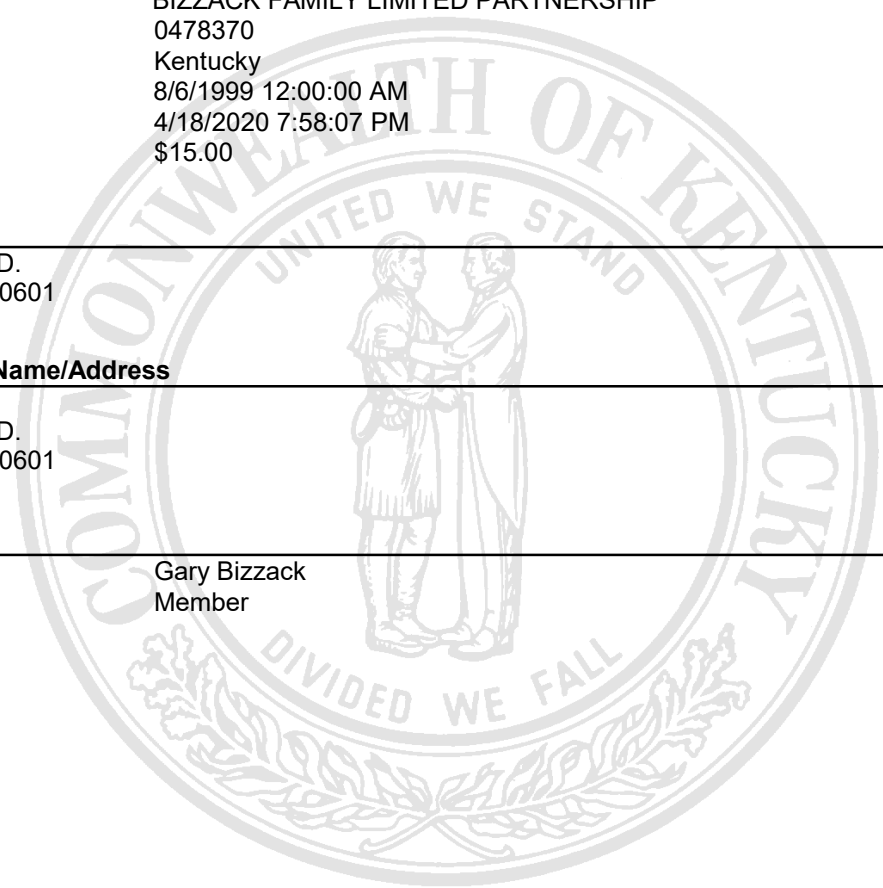 BIZZACK FAMILY LIMITED PARTNERSHIP
0478370
Kentucky
8/6/1999 12:00:00 AM
4/18/2020 7:58:07 PM
$15.00
COMMONWEALTH OF KENTUCKY
UNITED WE STAND
D.
0601
Name/Address
D.
0601
Gary Bizzack
Member
DIVIDED WE FALL